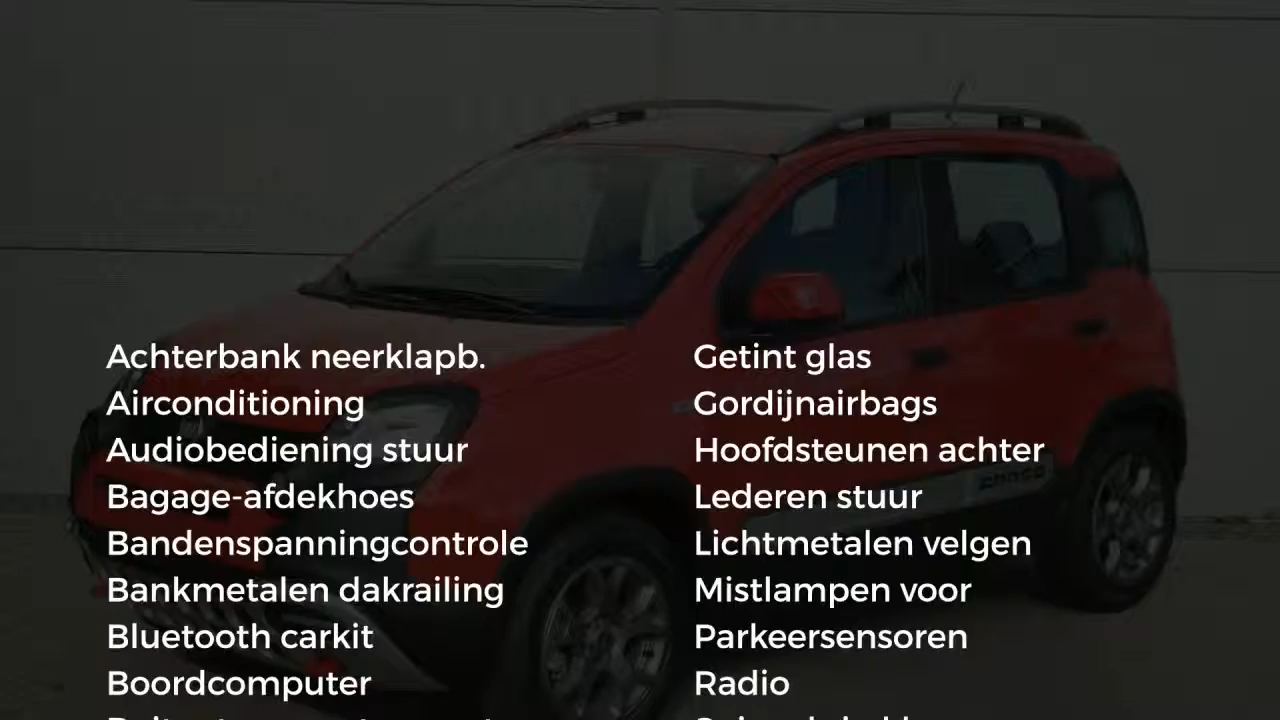 Achterbank neerklapb.
Airconditioning
Audiobediening stuur
Bagage-afdekhoes
Bandenspanningcontrole
Bankmetalen dakrailing
Bluetooth carkit
Boordcomputer
Getint glas
Gordijnairbags
Hoofdsteunen achter
Lederen stuur
Lichtmetalen velgen
Mistlampen voor
Parkeersensoren
Radio